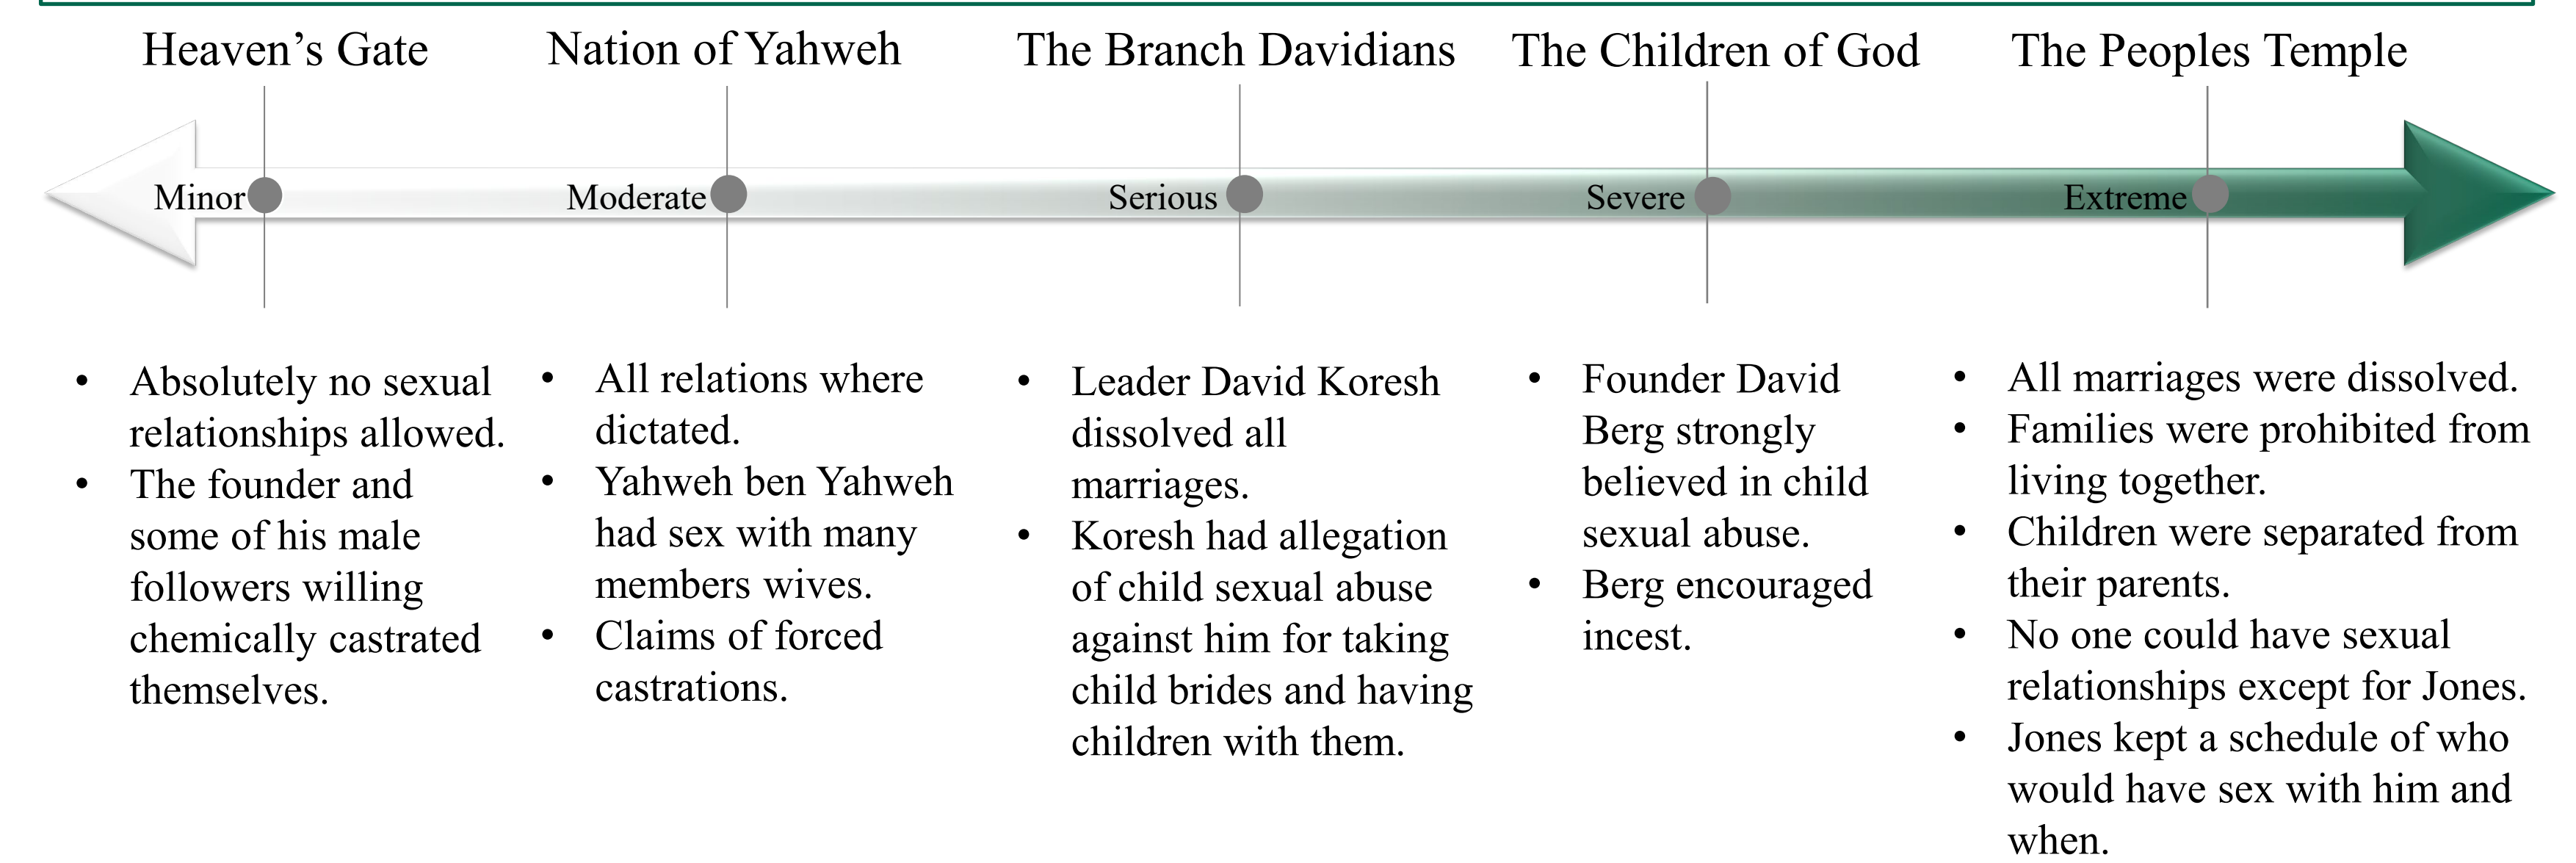 Heaven’s Gate
Nation of Yahweh
The Branch Davidians
The Children of God
The Peoples Temple
Minor
Moderate
Serious
Severe
Extreme
• Absolutely no sexual
relationships allowed.
• The founder and
some of his male
followers willing
chemically castrated
themselves.
• All relations where
dictated.
• Yahweh ben Yahweh
had sex with many
members wives.
• Claims of forced
castrations.
• Leader David Koresh
dissolved all
marriages.
• Koresh had allegation
of child sexual abuse
against him for taking
child brides and having
children with them.
• Founder David
Berg strongly
believed in child
sexual abuse.
• Berg encouraged
incest.
• All marriages were dissolved.
• Families were prohibited from
living together.
• Children were separated from
their parents.
• No one could have sexual
relationships except for Jones.
• Jones kept a schedule of who
would have sex with him and
when.